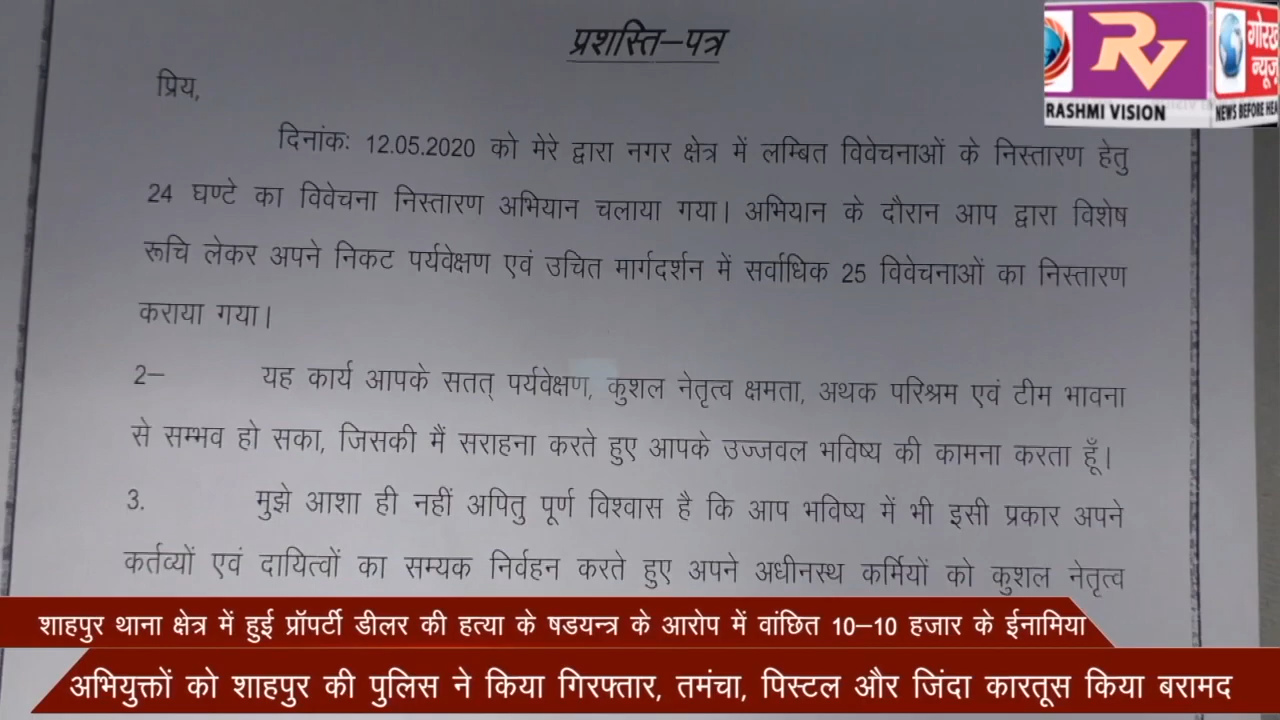 प्रशस्ति–पत्र
प्रिय,
दिनांकः 12.05.2020 को मेरे द्वारा नगर क्षेत्र में लम्बित विवेचनाओं के निस्तारण हेतु
24 घण्टे का विवेचना निस्तारण अभियान चलाया गया। अभियान के दौरान आप द्वारा विशेष
रूचि लेकर अपने निकट पर्यवेक्षण एवं उचित मार्गदर्शन में सर्वाधिक 25 विवेचनाओं का निस्तारण
कराया गया।
2– यह कार्य आपके सतत् पर्यवेक्षण, कुशल नेतृत्व क्षमता, अथक परिश्रम एवं टीम भावना
से सम्भव हो सका, जिसकी मैं सराहना करते हुए आपके उज्जवल भविष्य की कामना करता हूँ।
3. मुझे आशा ही नहीं अपितु पूर्ण विश्वास है कि आप भविष्य में भी इसी प्रकार अपने
कर्तव्यों एवं दायित्वों का सम्यक निर्वहन करते हुए अपने अधीनस्थ कर्मियों को कुशल नेतृत्व
RV
RASHMI VISION
गोरख
न्यूज
NEWS BEFORE
शाहपुर थाना क्षेत्र में हुई प्रॉपर्टी डीलर की हत्या के षडयन्त्र के आरोप में वांछित 10–10 हजार के ईनामिया
अभियुक्तों को शाहपुर की पुलिस ने किया गिरफ्तार, तमंचा, पिस्टल और जिंदा कारतूस किया बरामद